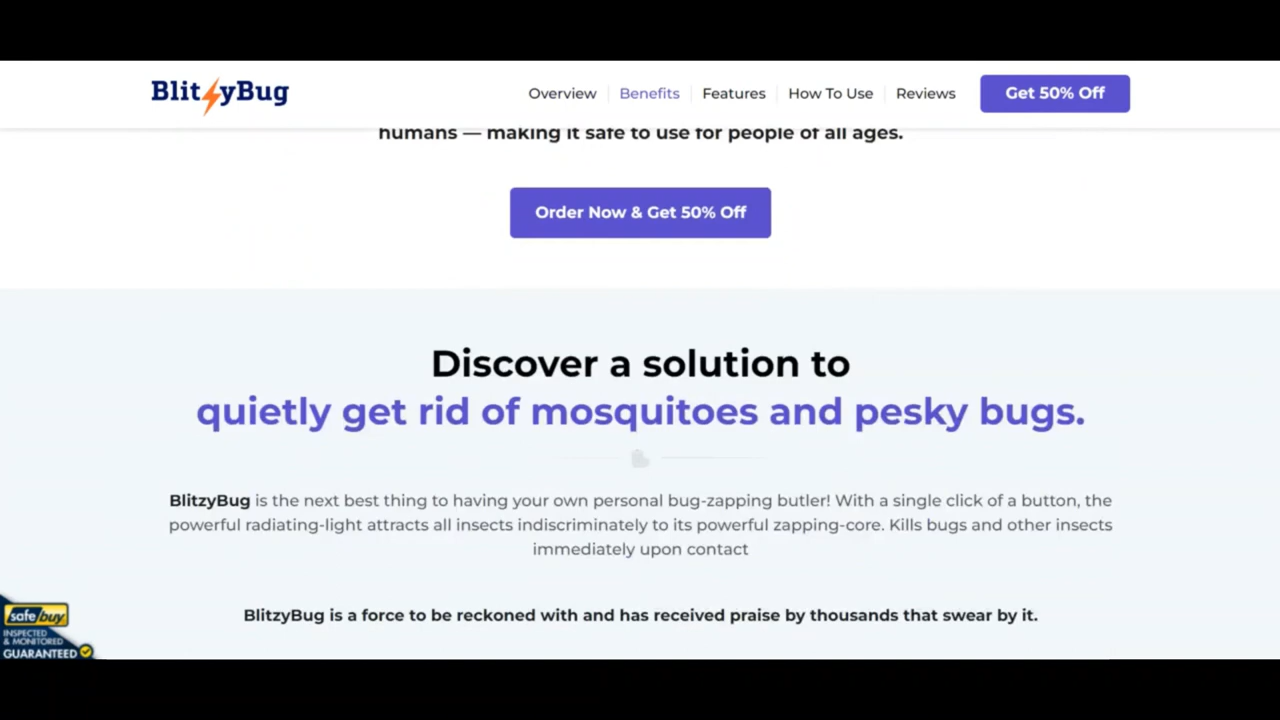 BlitzyBug
Overview
Benefits
Features
How To Use
Reviews
Get 50% Off
humans — making it safe to use for people of all ages.
Order Now & Get 50% Off
Discover a solution to
quietly get rid of mosquitoes and pesky bugs.
BlitzyBug is the next best thing to having your own personal bug-zapping butler! With a single click of a button, the
powerful radiating-light attracts all insects indiscriminately to its powerful zapping-core. Kills bugs and other insects
immediately upon contact
BlitzyBug is a force to be reckoned with and has received praise by thousands that swear by it.
safe buy
INSPECTED
& MONITORED
GUARANTEED